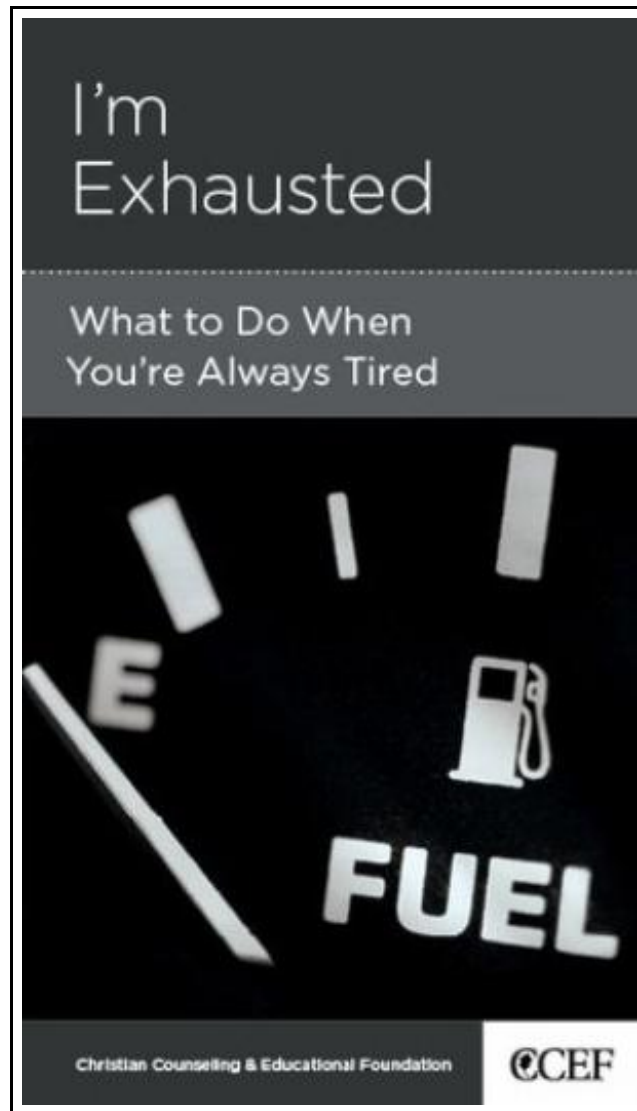 I'm
Exhausted
What to Do When
You're Always Tired
E
FUEL
Christian Counseling & Educational Foundation
CCEF